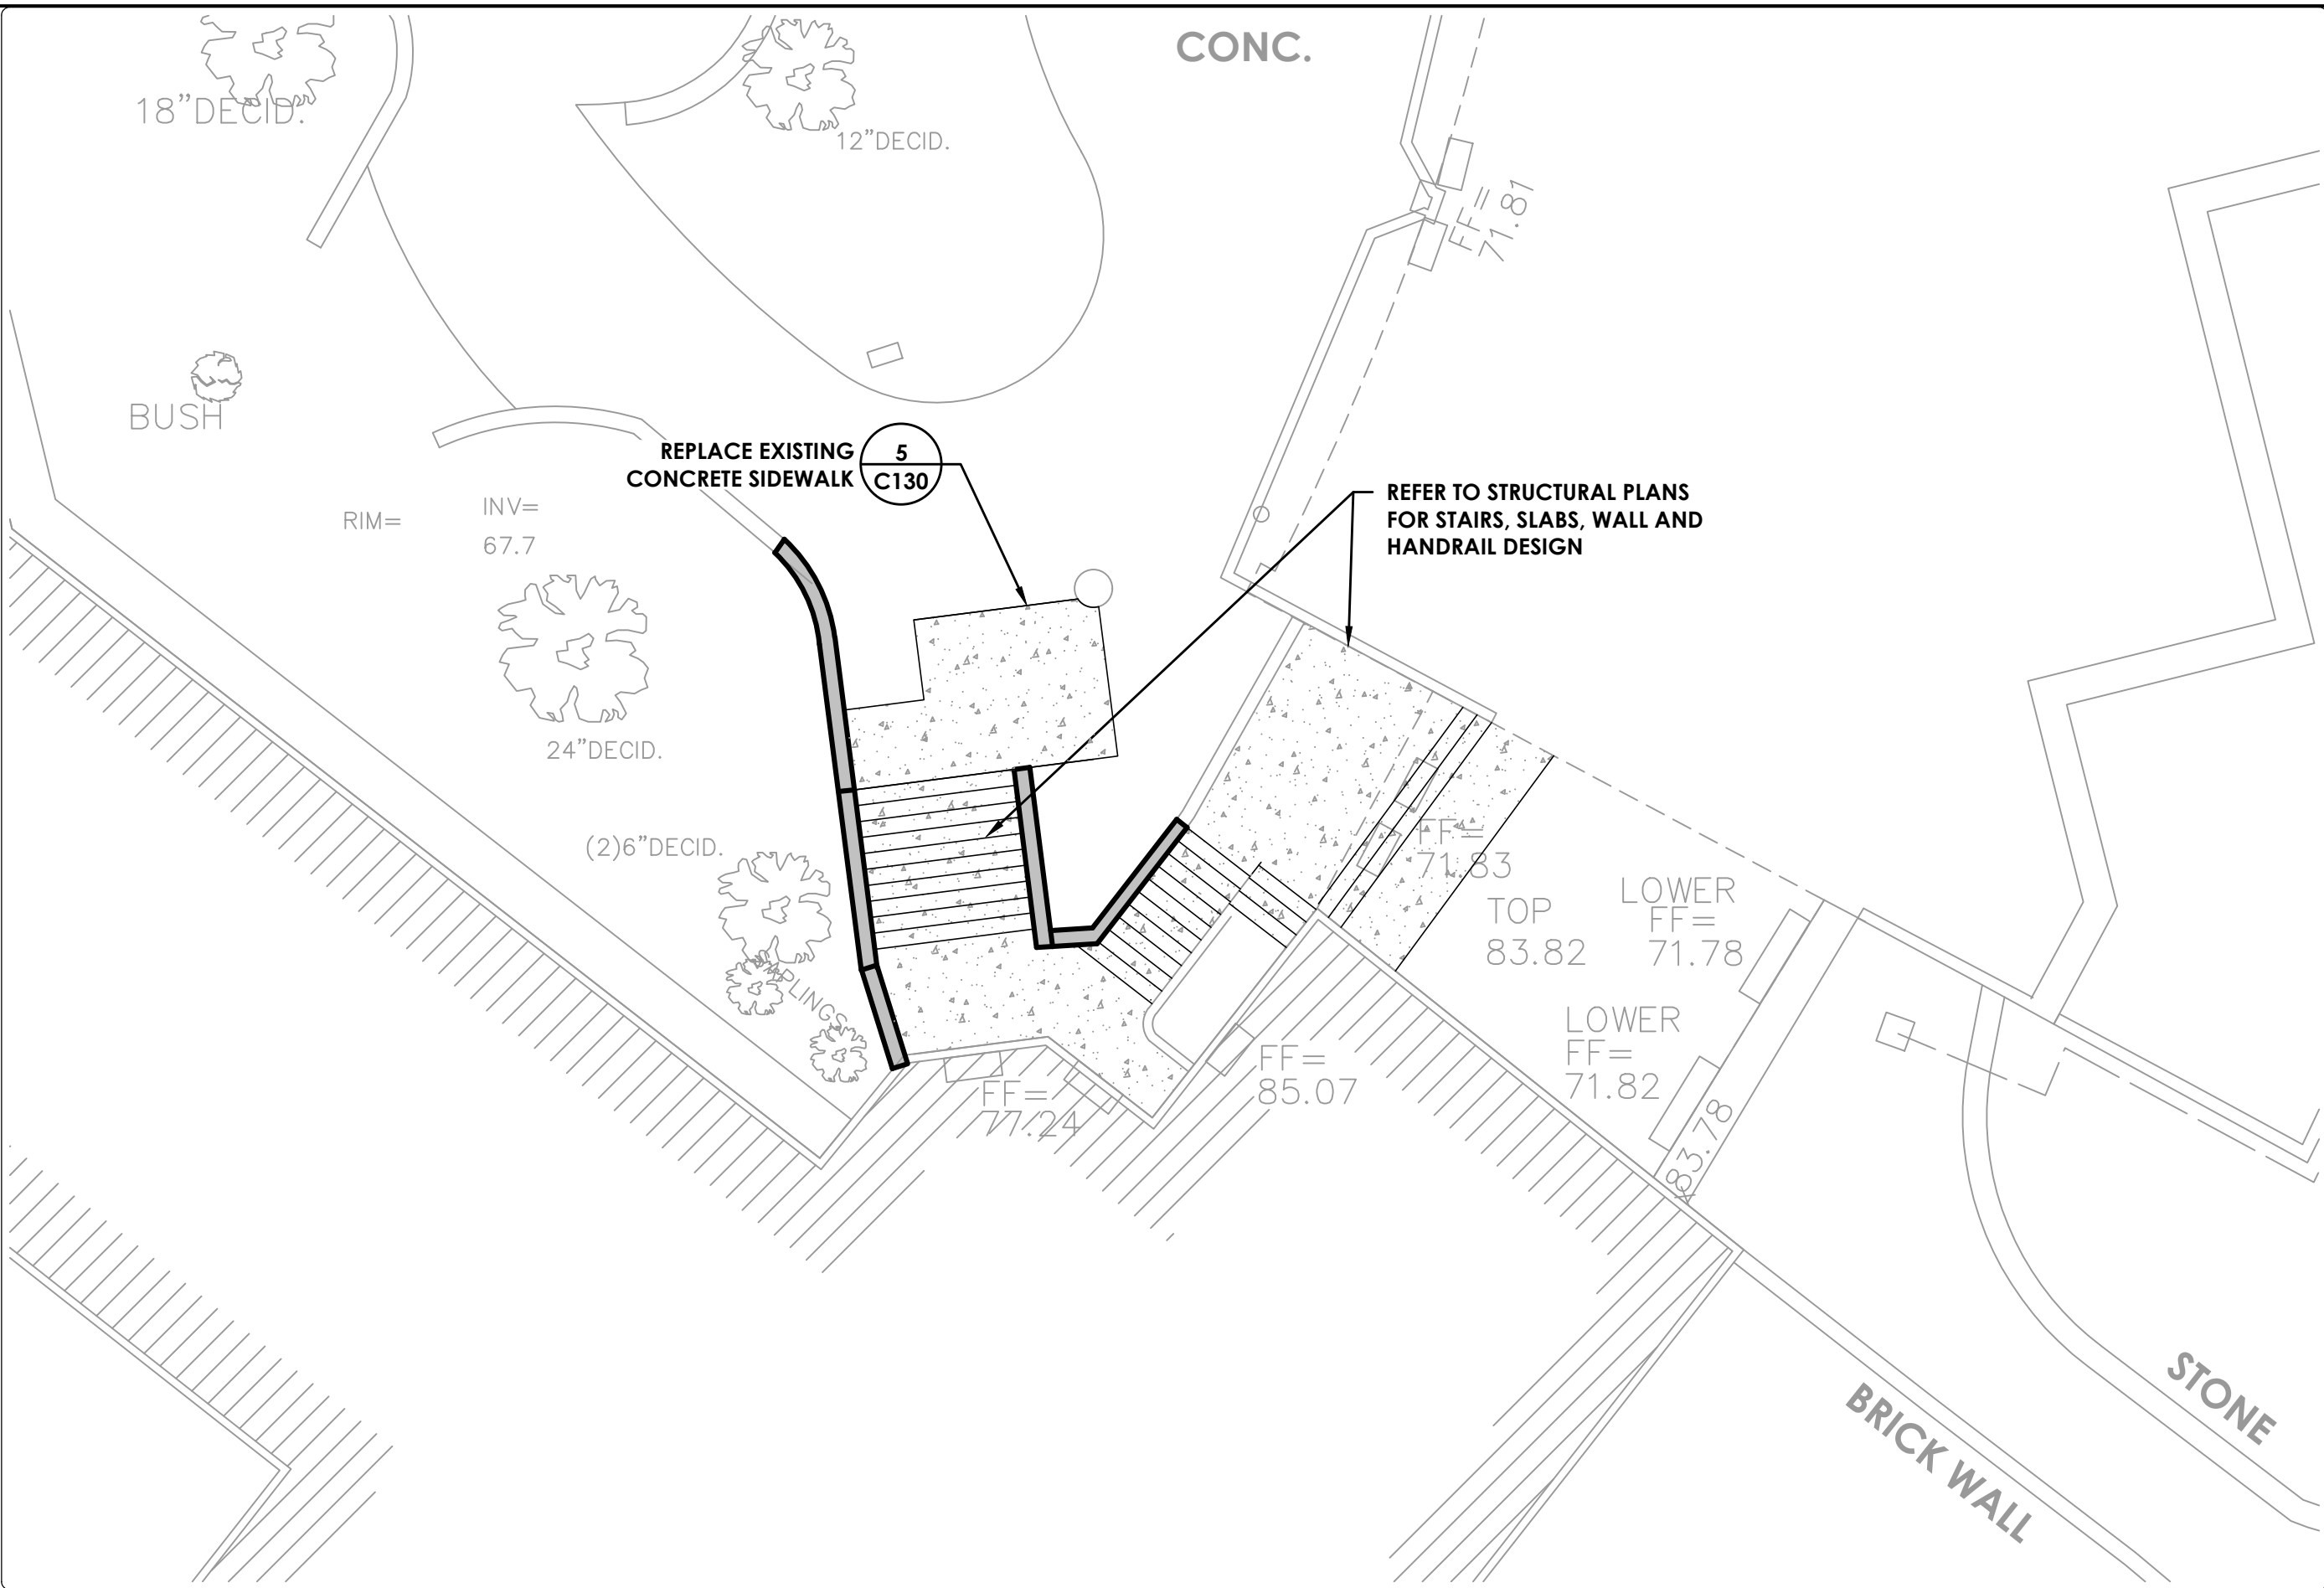 CONC.
18"DECID.
12"DECID.
FF=
71.81
BUSH
REPLACE EXISTING
CONCRETE SIDEWALK
5
C130
REFER TO STRUCTURAL PLANS
FOR STAIRS, SLABS, WALL AND
HANDRAIL DESIGN
RIM=
INV=
67.7
24"DECID.
(2)6"DECID.
FF=
71.83
TOP
83.82
LOWER
FF=
71.78
LOWER
FF=
71.82
FF=
85.07
FF=
77.24
x83.78
STONE
BRICK WALL